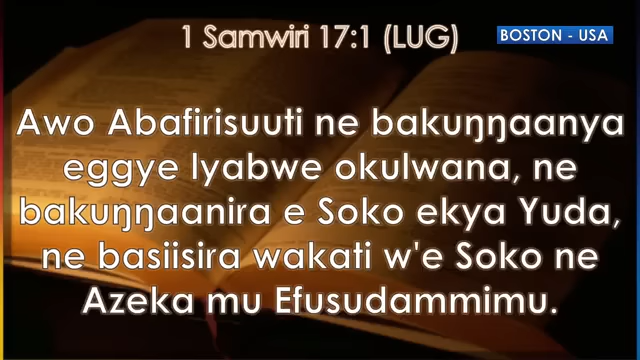 1 Samwiri 17:1 (LUG)
BOSTON - USA
Awo Abafirisuuti ne bakuŋŋaanya
eggye lyabwe okulwana, ne
bakuŋŋaanira e Soko ekya Yuda,
ne basiisira wakati w'e Soko ne
Azeka mu Efusudammimu.